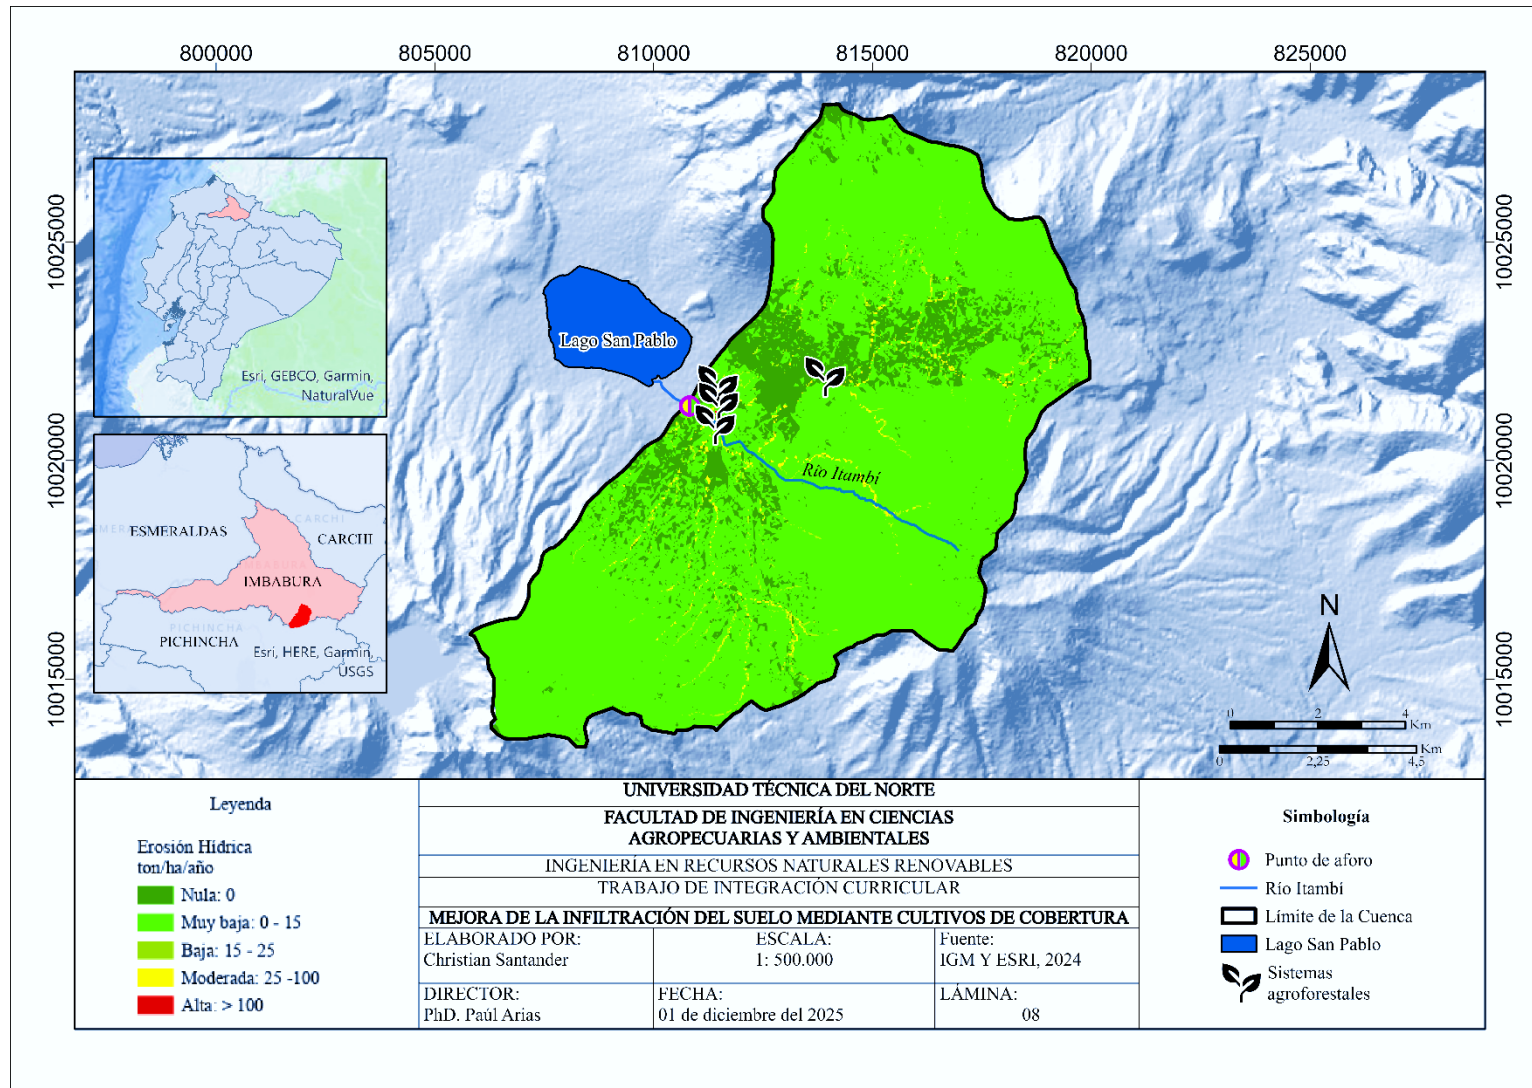 800000
805000
810000
815000
820000
825000
10025000
10020000
10015000
10025000
10020000
10015000
Esri, GEBCO, Garmin,
NaturalVue
ESMERALDAS
CARCHI
CARCHI
IMBABURA
PICHINCHA
PICHINCHA
Esri, HERE, Garmin,
USGS
Lago San Pablo
Río Itambí
N
0 2 4
Km
Km
0 2,25 4,5
Leyenda
Erosión Hídrica
ton/ha/año
Nula: 0
Muy baja: 0 - 15
Baja: 15 - 25
Moderada: 25 -100
Alta: > 100
UNIVERSIDAD TÉCNICA DEL NORTE
FACULTAD DE INGENIERÍA EN CIENCIAS
AGROPECUARIAS Y AMBIENTALES
INGENIERÍA EN RECURSOS NATURALES RENOVABLES
TRABAJO DE INTEGRACIÓN CURRICULAR
MEJORA DE LA INFILTRACIÓN DEL SUELO MEDIANTE CULTIVOS DE COBERTURA
ELABORADO POR:
Christian Santander
ESCALA:
1: 500.000
Fuente:
IGM Y ESRI, 2024
DIRECTOR:
PhD. Paúl Arias
FECHA:
01 de diciembre del 2025
LÁMINA:
08
Simbología
Punto de aforo
Río Itambí
Límite de la Cuenca
Lago San Pablo
Sistemas
agroforestales